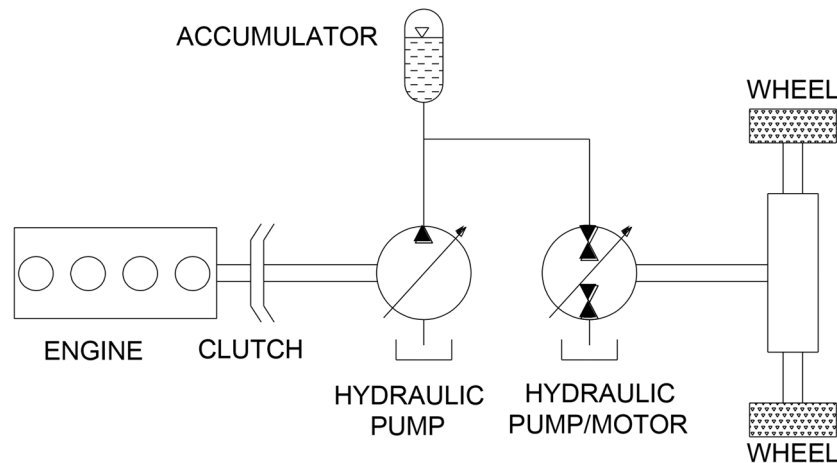 ACCUMULATOR
WHEEL
ENGINE
CLUTCH
HYDRAULIC
PUMP
HYDRAULIC
PUMP/MOTOR
WHEEL